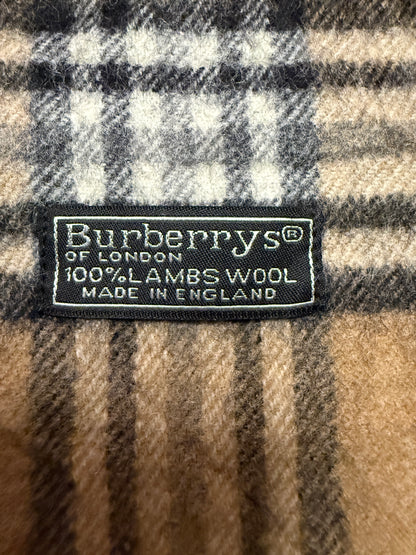 Burberrys®
OF LONDON
100% LAMBS WOOL
MADE IN ENGLAND